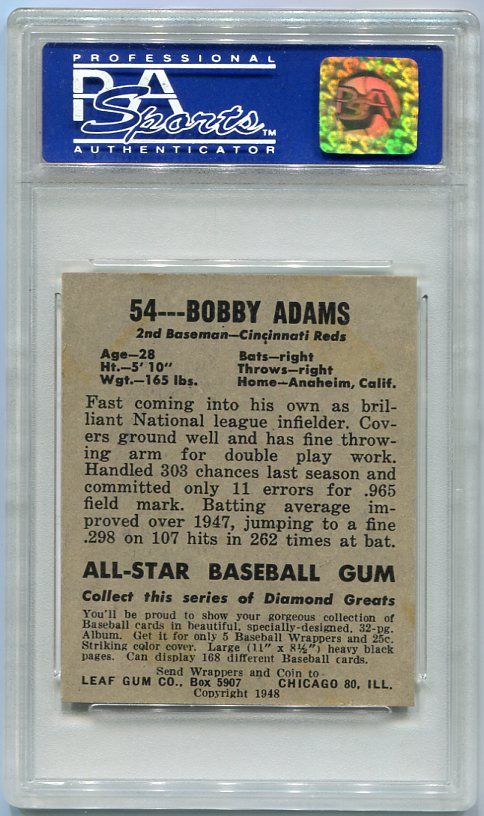 PROFESSIONAL
PSA
Sports™
AUTHENTICATOR
PSA
54---BOBBY ADAMS
2nd Baseman—Cincinnati Reds
Age—28 Bats—right
Ht.—5' 10" Throws—right
Wgt.—165 lbs. Home—Anaheim, Calif.
Fast coming into his own as bril-
liant National league infielder. Cov-
ers ground well and has fine throw-
ing arm for double play work.
Handled 303 chances last season and
committed only 11 errors for .965
field mark. Batting average im-
proved over 1947, jumping to a fine
.298 on 107 hits in 262 times at bat.
ALL-STAR BASEBALL GUM
Collect this series of Diamond Greats
You'll be proud to show your gorgeous collection of
Baseball cards in beautiful, specially-designed, 32-pg.
Album. Get it for only 5 Baseball Wrappers and 25c.
Striking color cover. Large (11" x 8½") heavy black
pages. Can display 168 different Baseball cards.
Send Wrappers and Coin to
LEAF GUM CO., Box 5907 CHICAGO 80, ILL.
Copyright 1948